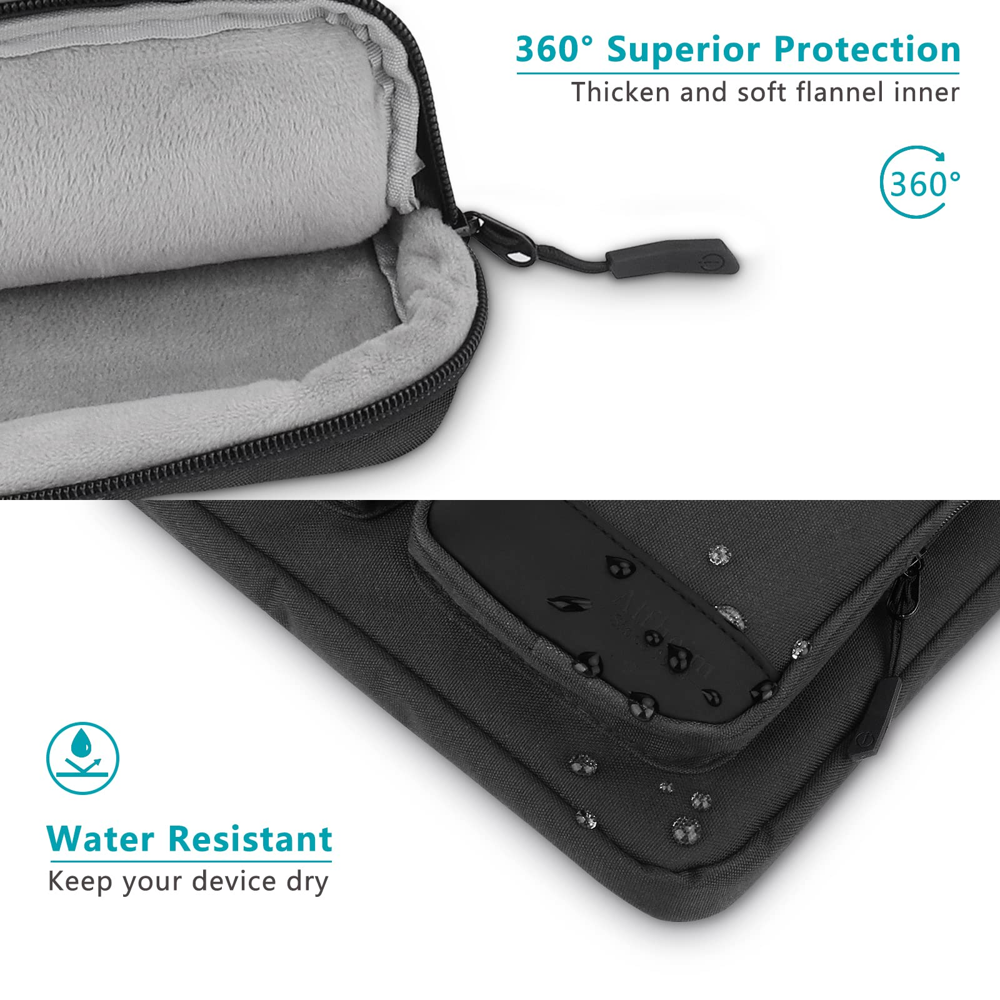 360° Superior Protection
Thicken and soft flannel inner
360°
Water Resistant
Keep your device dry